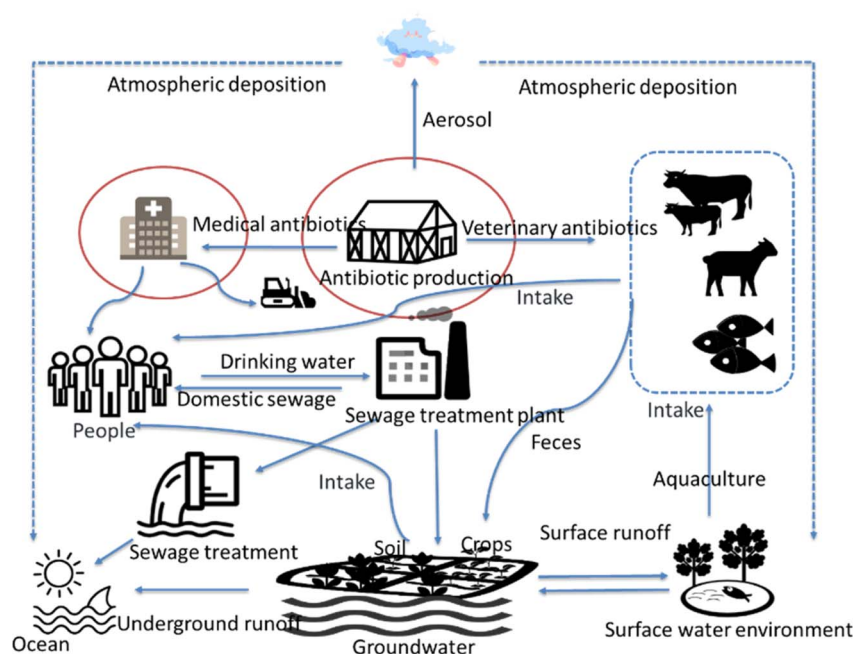 Atmospheric deposition
Atmospheric deposition
Aerosol
Medical antibiotics
Veterinary antibiotics
Antibiotic production
Intake
Drinking water
Domestic sewage
Sewage treatment plant
Intake
People
Feces
Intake
Aquaculture
Surface runoff
Sewage treatment
Soil
Crops
Underground runoff
Surface water environment
Ocean
Groundwater